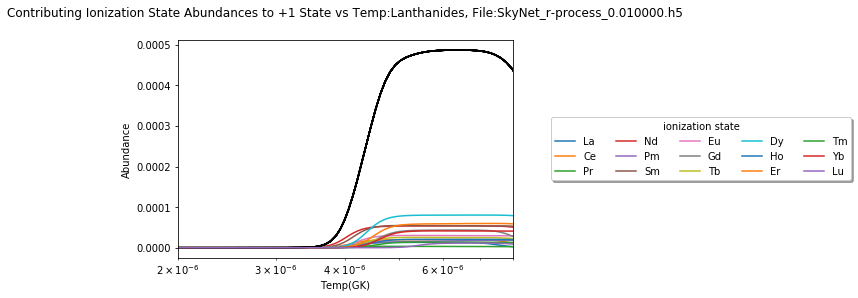 Contributing Ionization State Abundances to +1 State vs Temp:Lanthanides, File:SkyNet_r-process_0.010000.h5
0.0005
0.0004
0.0003
0.0002
0.0001
0.0000
Abundance
2 × 10⁻⁶ 3 × 10⁻⁶ 4 × 10⁻⁶ 6 × 10⁻⁶
Temp(GK)
ionization state
La Nd Eu Dy Tm
Ce Pm Gd Ho Yb
Pr Sm Tb Er Lu